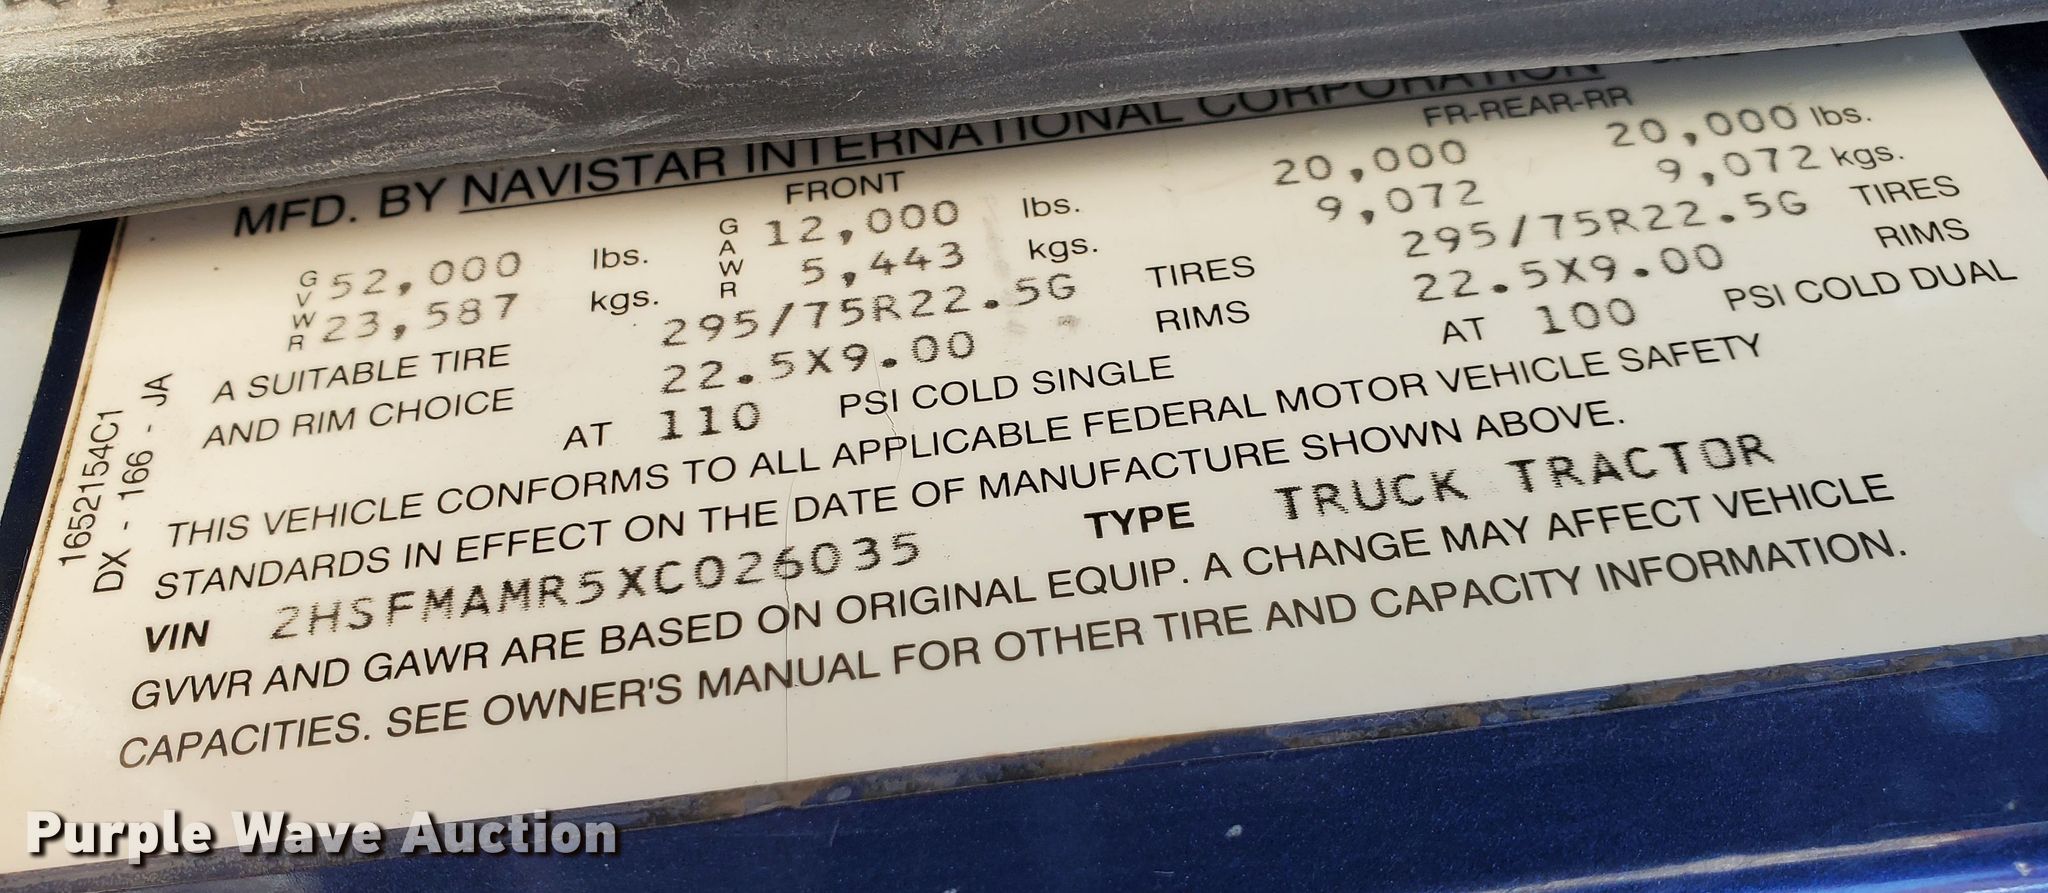 MFD. BY NAVISTAR INTERNATIONAL CORPORATION
FRONT
FR-REAR-RR
GVWR 52,000 lbs. GAWR 12,000 lbs. 20,000 20,000 lbs.
23,587 kgs. 5,443 kgs. 9,072 9,072 kgs.
A SUITABLE TIRE 295/75R22.5G TIRES 295/75R22.5G TIRES
AND RIM CHOICE 22.5X9.00 RIMS 22.5X9.00 RIMS
AT 110 PSI COLD SINGLE AT 100 PSI COLD DUAL
THIS VEHICLE CONFORMS TO ALL APPLICABLE FEDERAL MOTOR VEHICLE SAFETY
STANDARDS IN EFFECT ON THE DATE OF MANUFACTURE SHOWN ABOVE.
VIN 2HSFMAMR5XC026035 TYPE TRUCK TRACTOR
GVWR AND GAWR ARE BASED ON ORIGINAL EQUIP. A CHANGE MAY AFFECT VEHICLE
CAPACITIES. SEE OWNER'S MANUAL FOR OTHER TIRE AND CAPACITY INFORMATION.
1652154C1
DX - 166 - JA
Purple Wave Auction